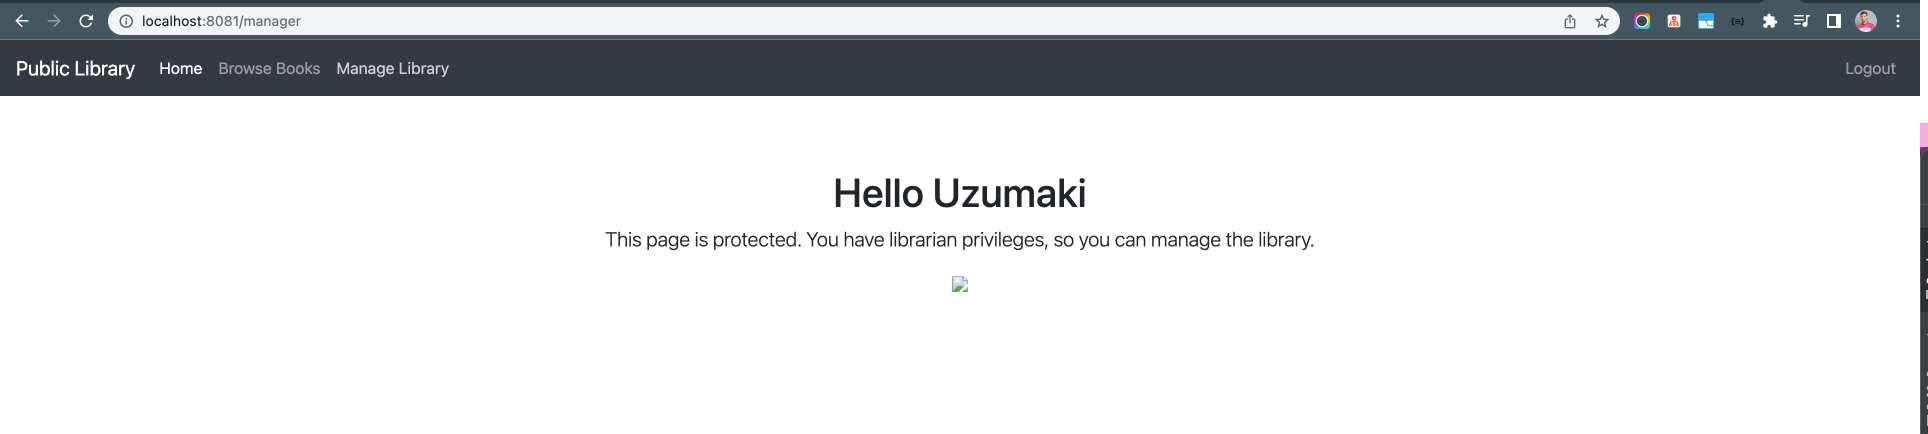 localhost:8081/manager
Public Library Home Browse Books Manage Library Logout
Hello Uzumaki
This page is protected. You have librarian privileges, so you can manage the library.